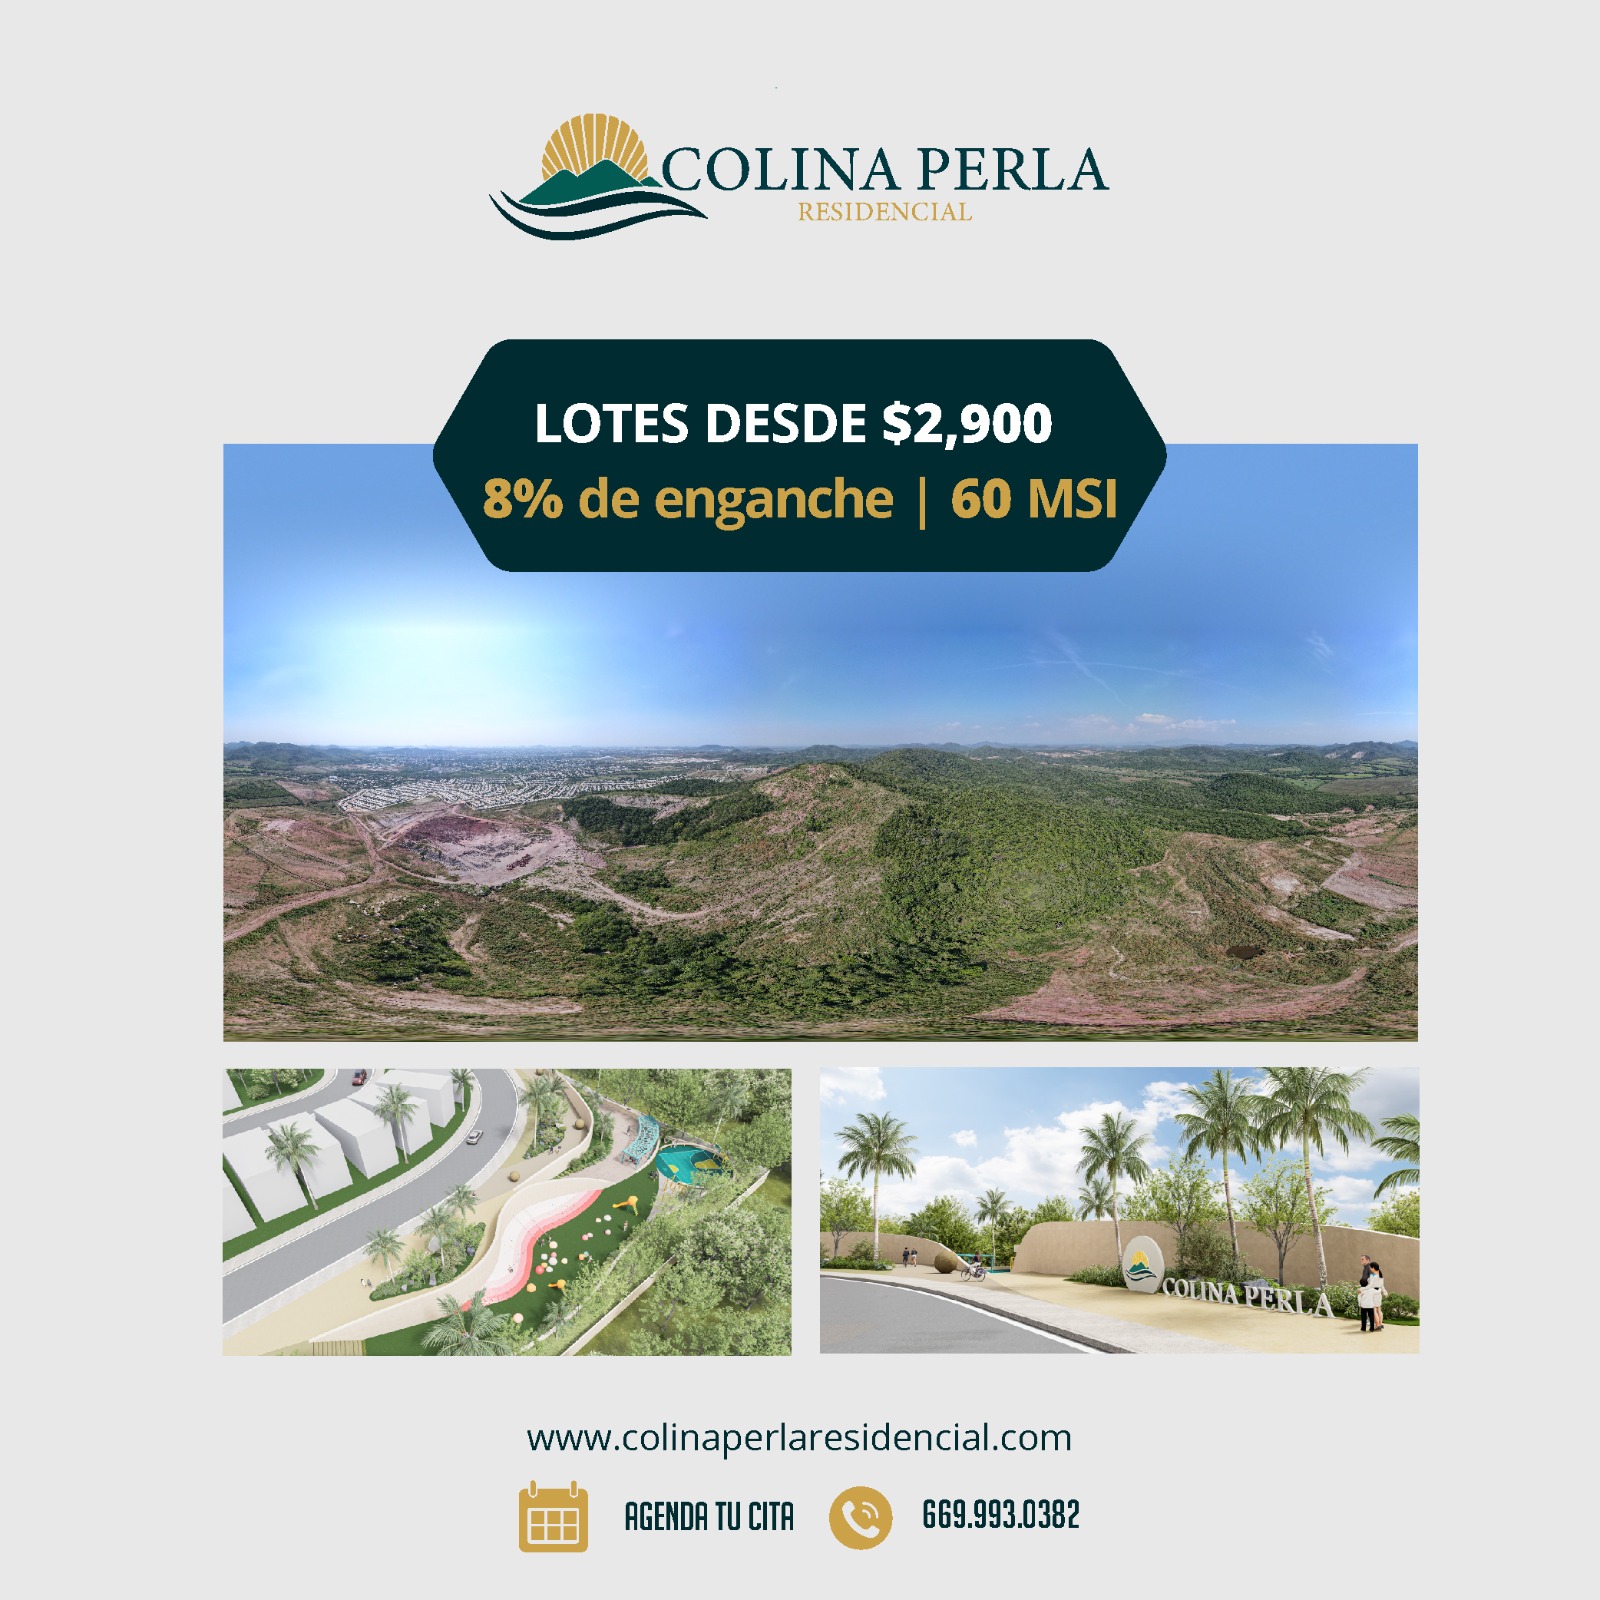 COLINA PERLA
RESIDENCIAL
LOTES DESDE $2,900
8% de enganche | 60 MSI
COLINA PERLA
www.colinaperlaresidencial.com
AGENDA TU CITA
669.993.0382